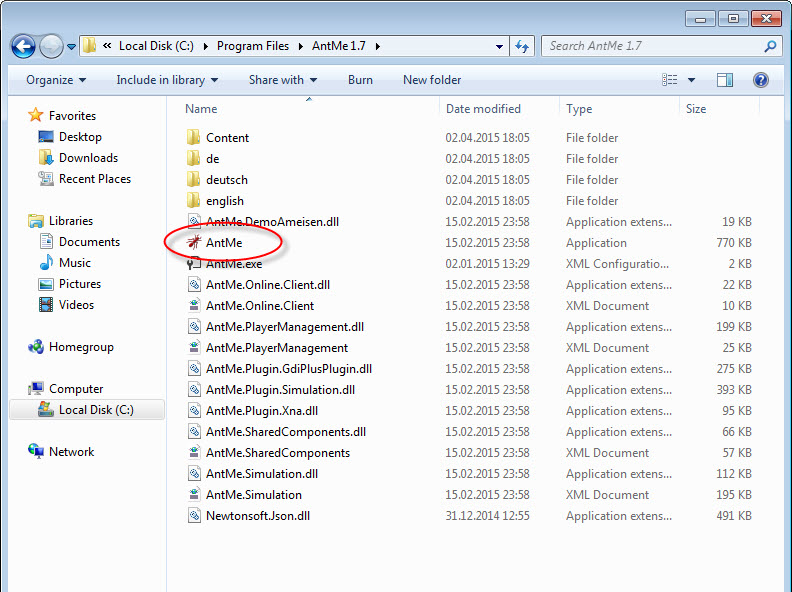 « Local Disk (C:) Program Files AntMe 1.7 Search AntMe 1.7
Organize Include in library Share with Burn New folder
Favorites
Desktop
Downloads
Recent Places
Libraries
Documents
Music
Pictures
Videos
Homegroup
Computer
Local Disk (C:)
Network
Name Date modified Type Size
Content 02.04.2015 18:05 File folder
de 02.04.2015 18:05 File folder
deutsch 02.04.2015 18:05 File folder
english 02.04.2015 18:05 File folder
AntMe.DemoAmeisen.dll 15.02.2015 23:58 Application extens... 19 KB
AntMe 15.02.2015 23:58 Application 770 KB
AntMe.exe 02.01.2015 13:29 XML Configuratio... 2 KB
AntMe.Online.Client.dll 15.02.2015 23:58 Application extens... 22 KB
AntMe.Online.Client 15.02.2015 23:58 XML Document 10 KB
AntMe.PlayerManagement.dll 15.02.2015 23:58 Application extens... 199 KB
AntMe.PlayerManagement 15.02.2015 23:58 XML Document 25 KB
AntMe.Plugin.GdiPlusPlugin.dll 15.02.2015 23:58 Application extens... 275 KB
AntMe.Plugin.Simulation.dll 15.02.2015 23:58 Application extens... 393 KB
AntMe.Plugin.Xna.dll 15.02.2015 23:58 Application extens... 95 KB
AntMe.SharedComponents.dll 15.02.2015 23:58 Application extens... 66 KB
AntMe.SharedComponents 15.02.2015 23:58 XML Document 57 KB
AntMe.Simulation.dll 15.02.2015 23:58 Application extens... 112 KB
AntMe.Simulation 15.02.2015 23:58 XML Document 195 KB
Newtonsoft.Json.dll 31.12.2014 12:55 Application extens... 491 KB